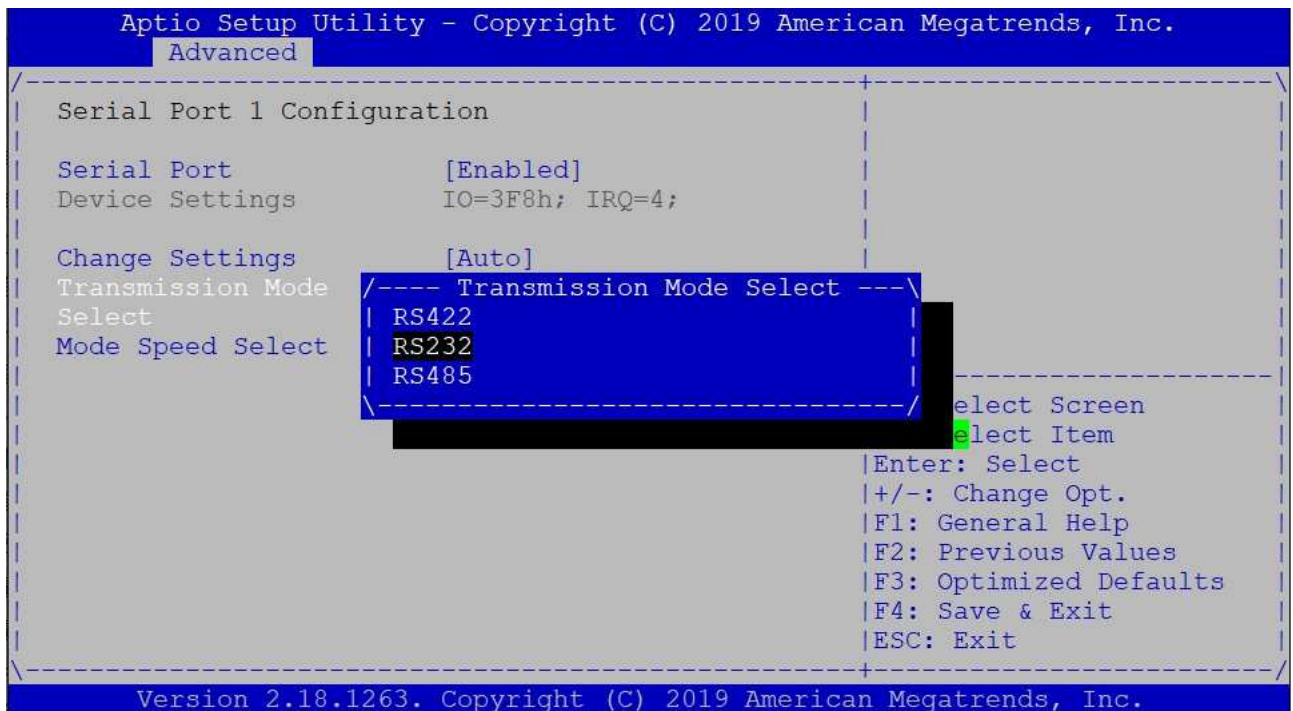 Aptio Setup Utility - Copyright (C) 2019 American Megatrends, Inc.
Advanced
Serial Port 1 Configuration
Serial Port [Enabled]
Device Settings IO=3F8h; IRQ=4;
Change Settings [Auto]
Transmission Mode
Select
Mode Speed Select
---- Transmission Mode Select ---
RS422
RS232
RS485
elect Screen
elect Item
Enter: Select
+/-: Change Opt.
F1: General Help
F2: Previous Values
F3: Optimized Defaults
F4: Save & Exit
ESC: Exit
Version 2.18.1263. Copyright (C) 2019 American Megatrends, Inc.